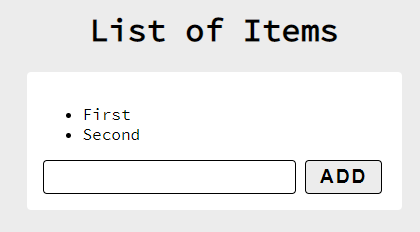 List of Items
First
Second
ADD